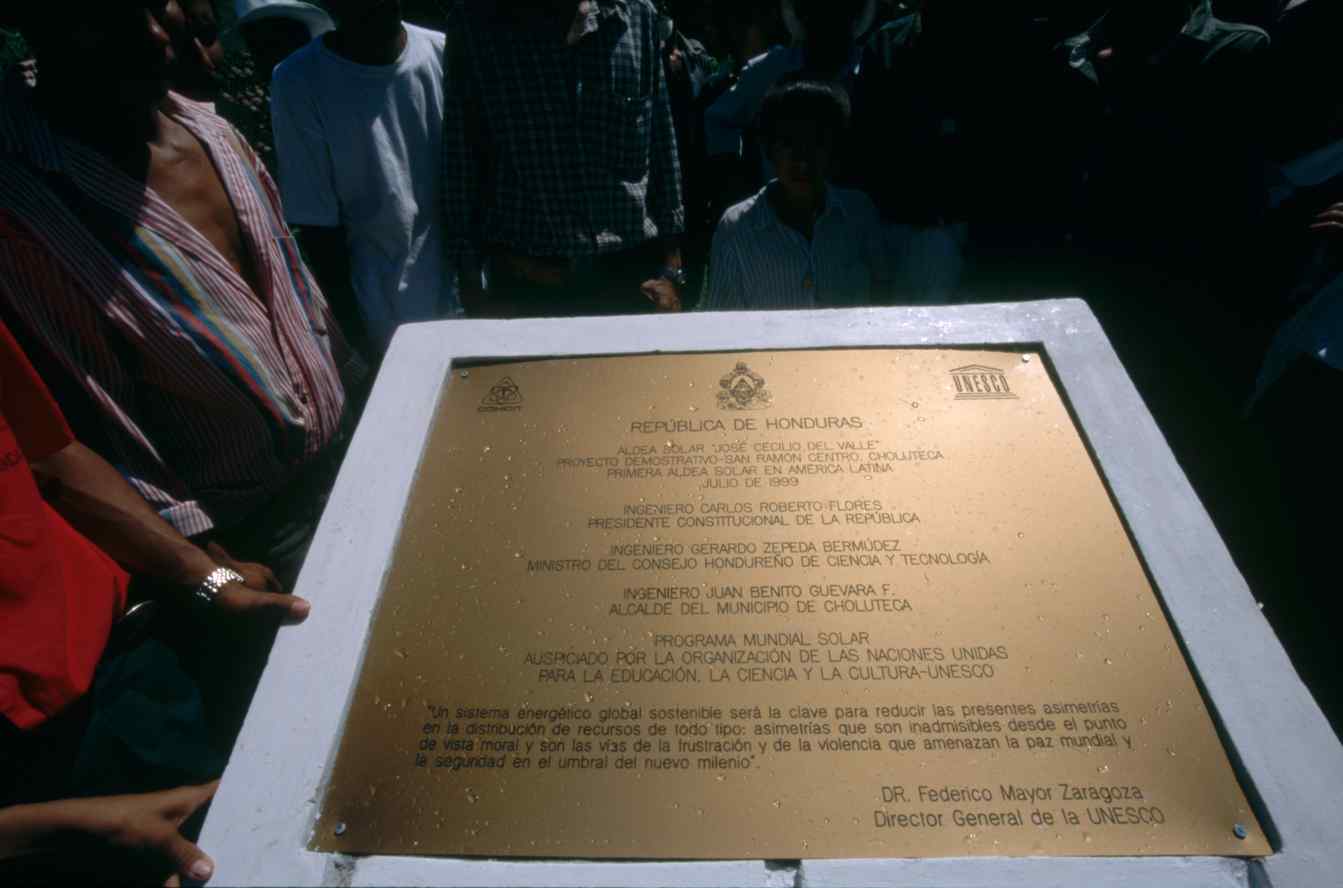 COHCIT
UNESCO
REPÚBLICA DE HONDURAS
ALDEA SOLAR "JOSÉ CECILIO DEL VALLE"
PROYECTO DEMOSTRATIVO-SAN RAMON CENTRO, CHOLUTECA
PRIMERA ALDEA SOLAR EN AMÉRICA LATINA
JULIO DE 1999
INGENIERO CARLOS ROBERTO FLORES
PRESIDENTE CONSTITUCIONAL DE LA REPÚBLICA
INGENIERO GERARDO ZEPEDA BERMÚDEZ
MINISTRO DEL CONSEJO HONDUREÑO DE CIENCIA Y TECNOLOGÍA
INGENIERO JUAN BENITO GUEVARA F.
ALCALDE DEL MUNICIPIO DE CHOLUTECA
PROGRAMA MUNDIAL SOLAR
AUSPICIADO POR LA ORGANIZACIÓN DE LAS NACIONES UNIDAS
PARA LA EDUCACIÓN, LA CIENCIA Y LA CULTURA-UNESCO
"Un sistema energético global sostenible será la clave para reducir las presentes asimetrías
en la distribución de recursos de todo tipo: asimetrías que son inadmisibles desde el punto
de vista moral y son las vías de la frustración y de la violencia que amenazan la paz mundial y
la seguridad en el umbral del nuevo milenio".
DR. Federico Mayor Zaragoza
Director General de la UNESCO